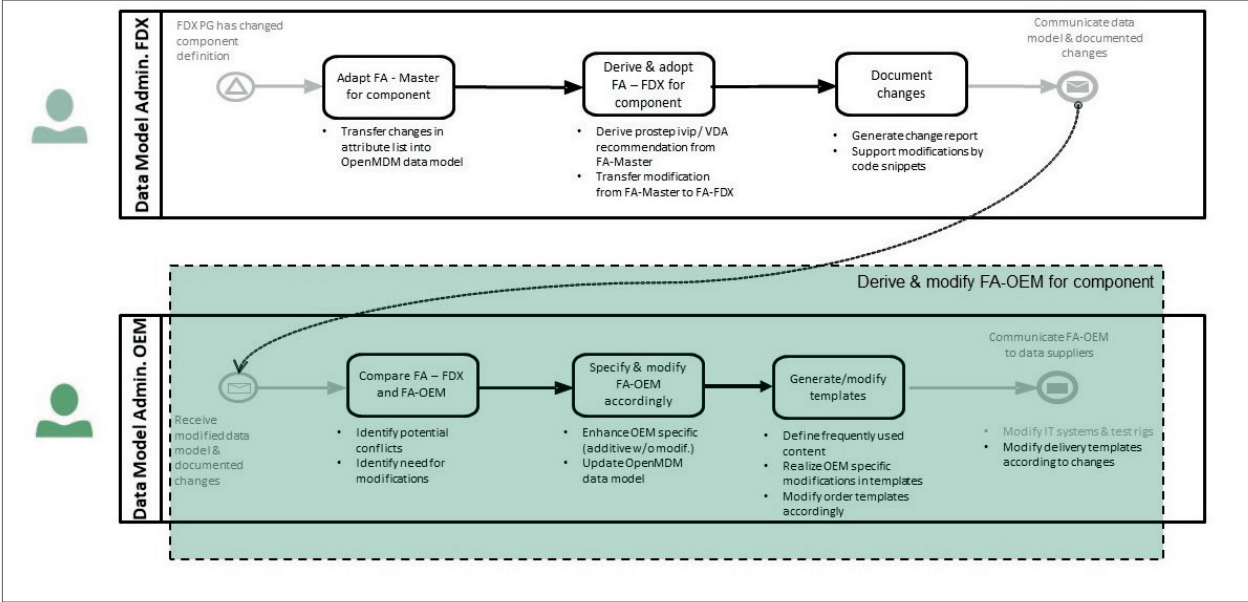 Data Model Admin. FDX
FDX PG has changed
component
definition
Adapt FA - Master
for component
• Transfer changes in
attribute list into
OpenMDM data model
Derive & adopt
FA – FDX for
component
• Derive prostep ivip / VDA
recommendation from
FA-Master
• Transfer modification
from FA-Master to FA-FDX
Document
changes
• Generate change report
• Support modifications by
code snippets
Communicate data
model & documented
changes
Derive & modify FA-OEM for component
Data Model Admin. OEM
Receive
modified data
model &
documented
changes
Compare FA – FDX
and FA-OEM
• Identify potential
conflicts
• Identify need for
modifications
Specify & modify
FA-OEM
accordingly
• Enhance OEM specific
(additive w/o modif.)
• Update OpenMDM
data model
Generate/modify
templates
• Define frequently used
content
• Realize OEM specific
modifications in templates
• Modify order templates
accordingly
Communicate FA-OEM
to data suppliers
• Modify IT systems & test rigs
• Modify delivery templates
according to changes